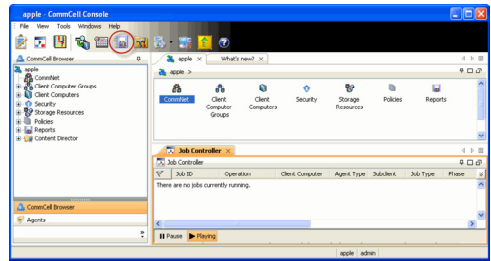 apple - CommCell Console
File View Tools Windows Help
CommCell Browser
apple
CommNet
Client Computer Groups
Client Computers
Security
Storage Resources
Policies
Reports
Content Director
CommCell Browser
Agents
apple × What's new? ×
apple >
CommNet
Client Computer Groups
Client Computers
Security
Storage Resources
Policies
Reports
Job Controller ×
Job Controller
Job ID Operation Client Computer Agent Type Subclient Job Type Phase
There are no jobs currently running.
Pause Playing
apple admin